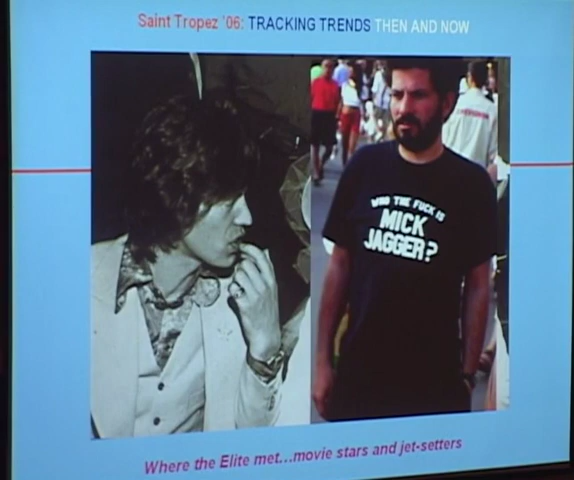 Saint Tropez '06: TRACKING TRENDS THEN AND NOW
WHO THE FUCK IS
MICK
JAGGER?
Where the Elite met...movie stars and jet-setters